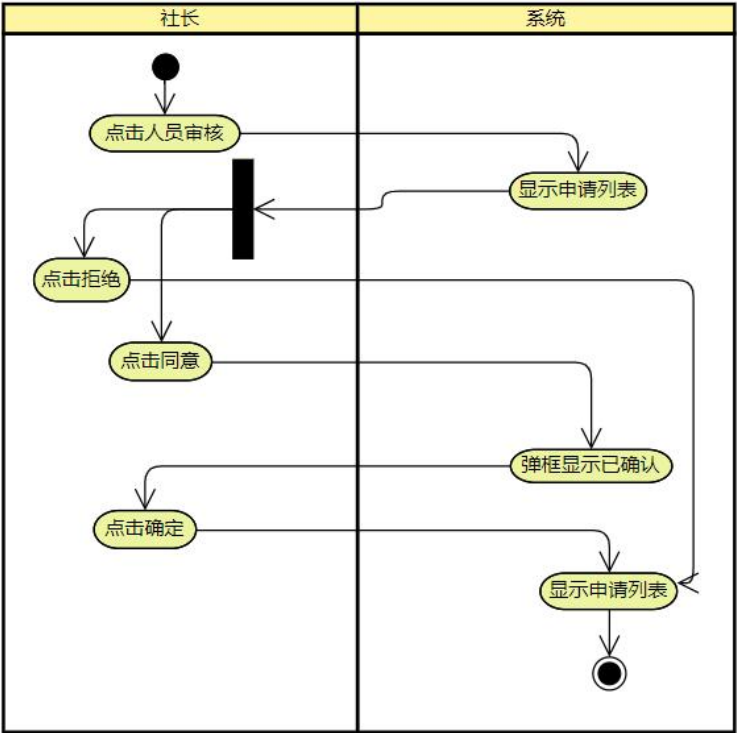 社长
系统
点击人员审核
显示申请列表
点击拒绝
点击同意
弹框显示已确认
点击确定
显示申请列表